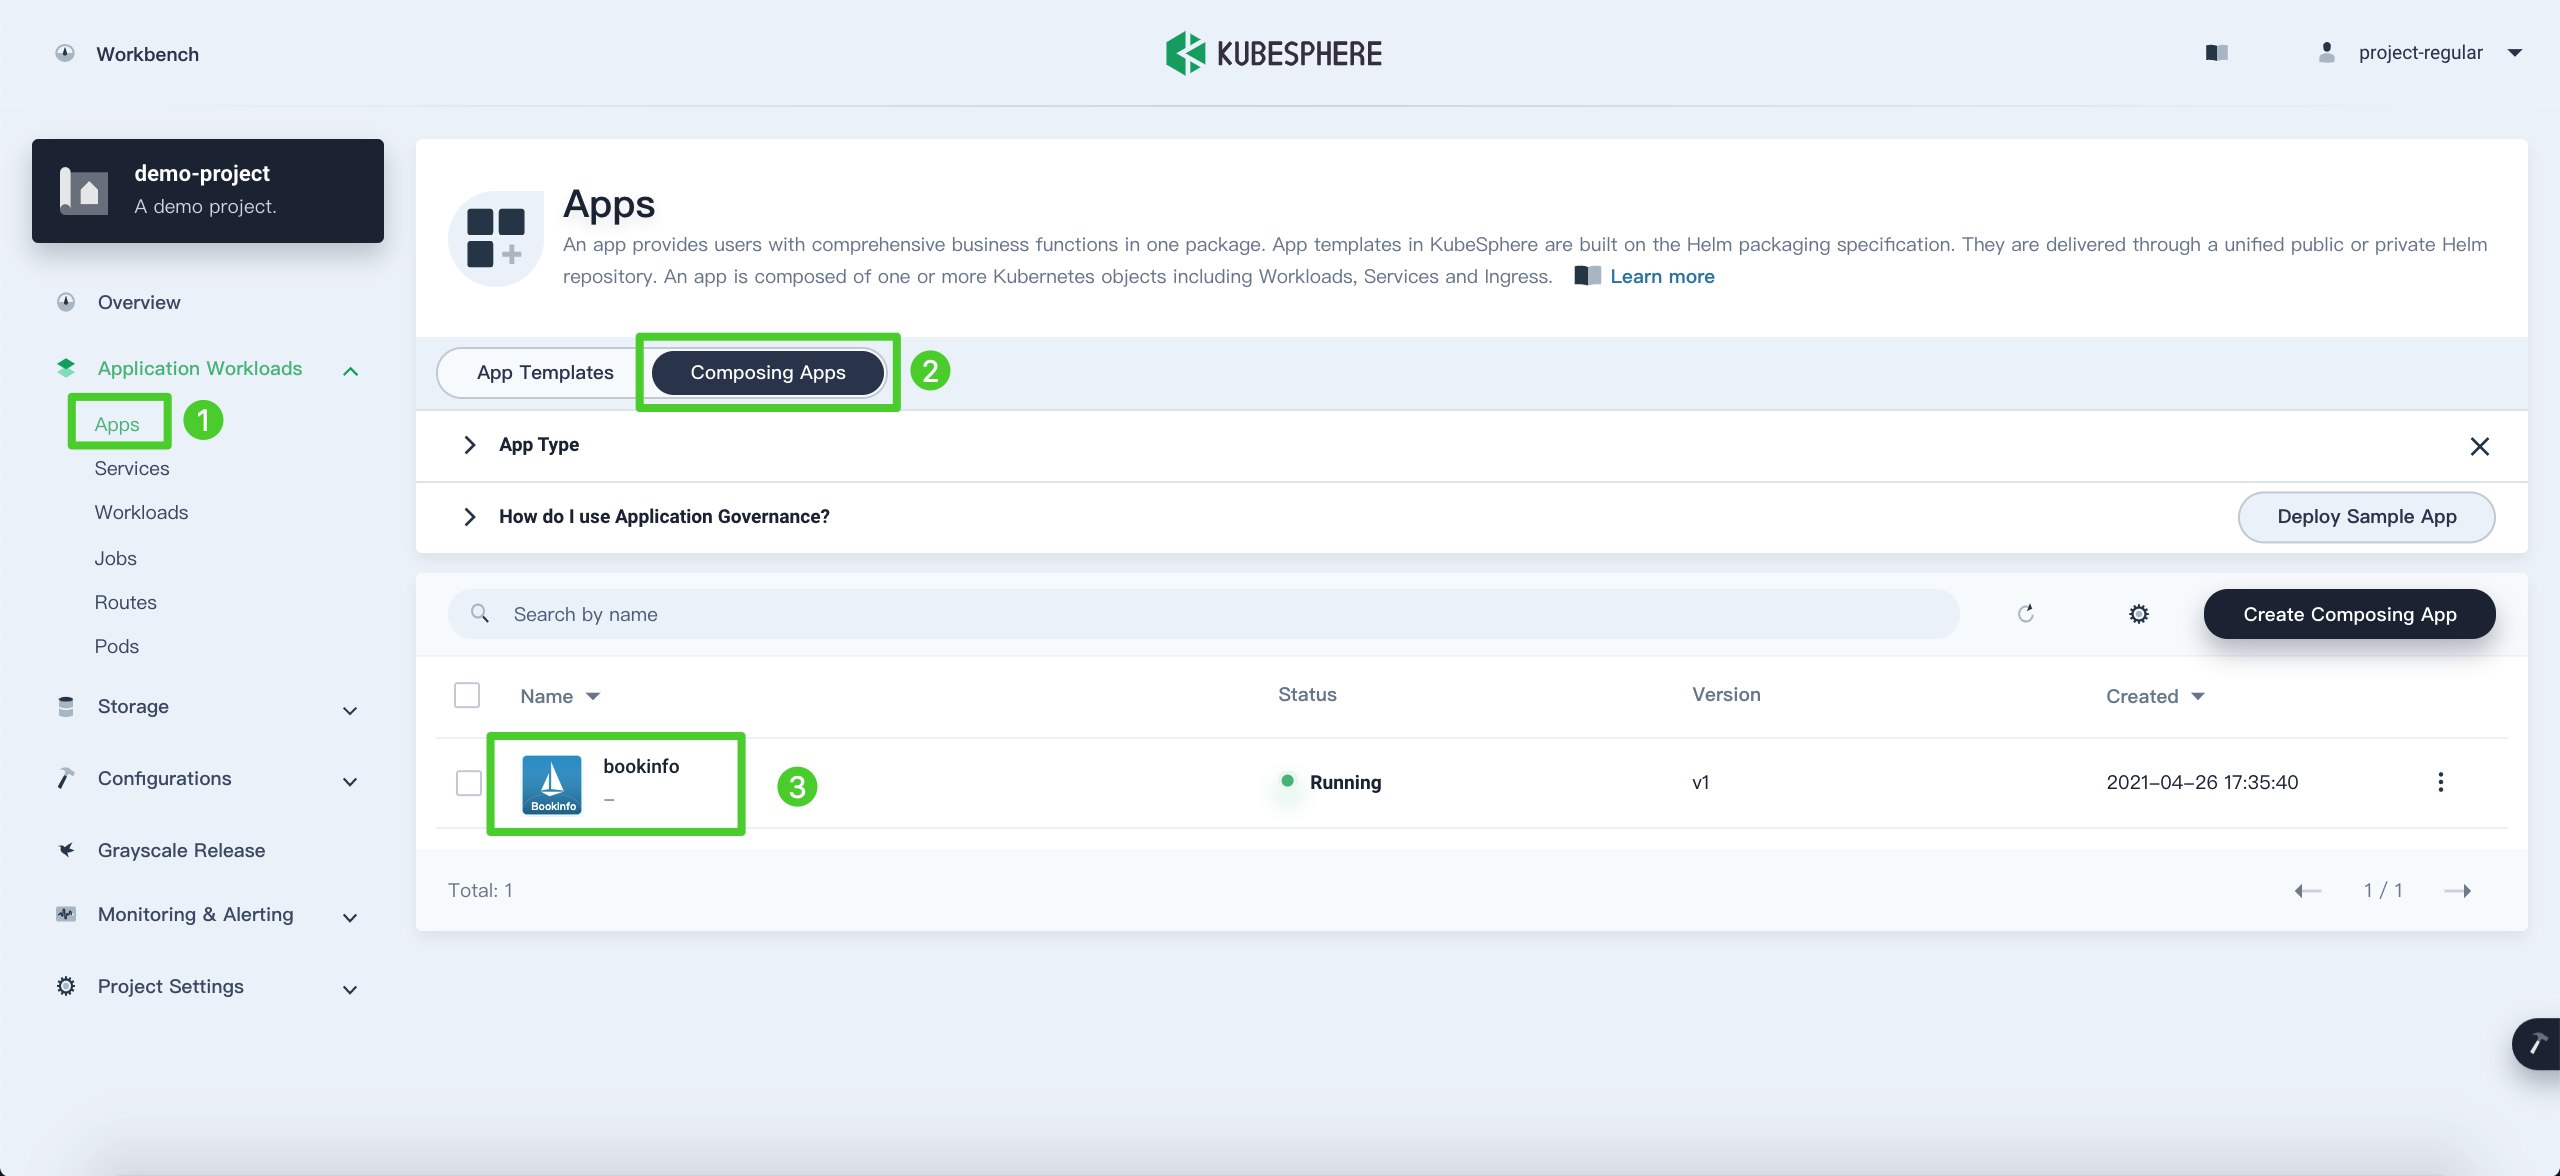 Workbench
KUBESPHERE
project-regular
demo-project
A demo project.
Overview
Application Workloads
Apps
1
Services
Workloads
Jobs
Routes
Pods
Storage
Configurations
Grayscale Release
Monitoring & Alerting
Project Settings
Apps
An app provides users with comprehensive business functions in one package. App templates in KubeSphere are built on the Helm packaging specification. They are delivered through a unified public or private Helm
repository. An app is composed of one or more Kubernetes objects including Workloads, Services and Ingress. Learn more
App Templates
Composing Apps
2
App Type
How do I use Application Governance?
Deploy Sample App
Search by name
Create Composing App
Name
Status
Version
Created
BookInfo
bookinfo
–
3
Running
v1
2021-04-26 17:35:40
Total: 1
1 / 1